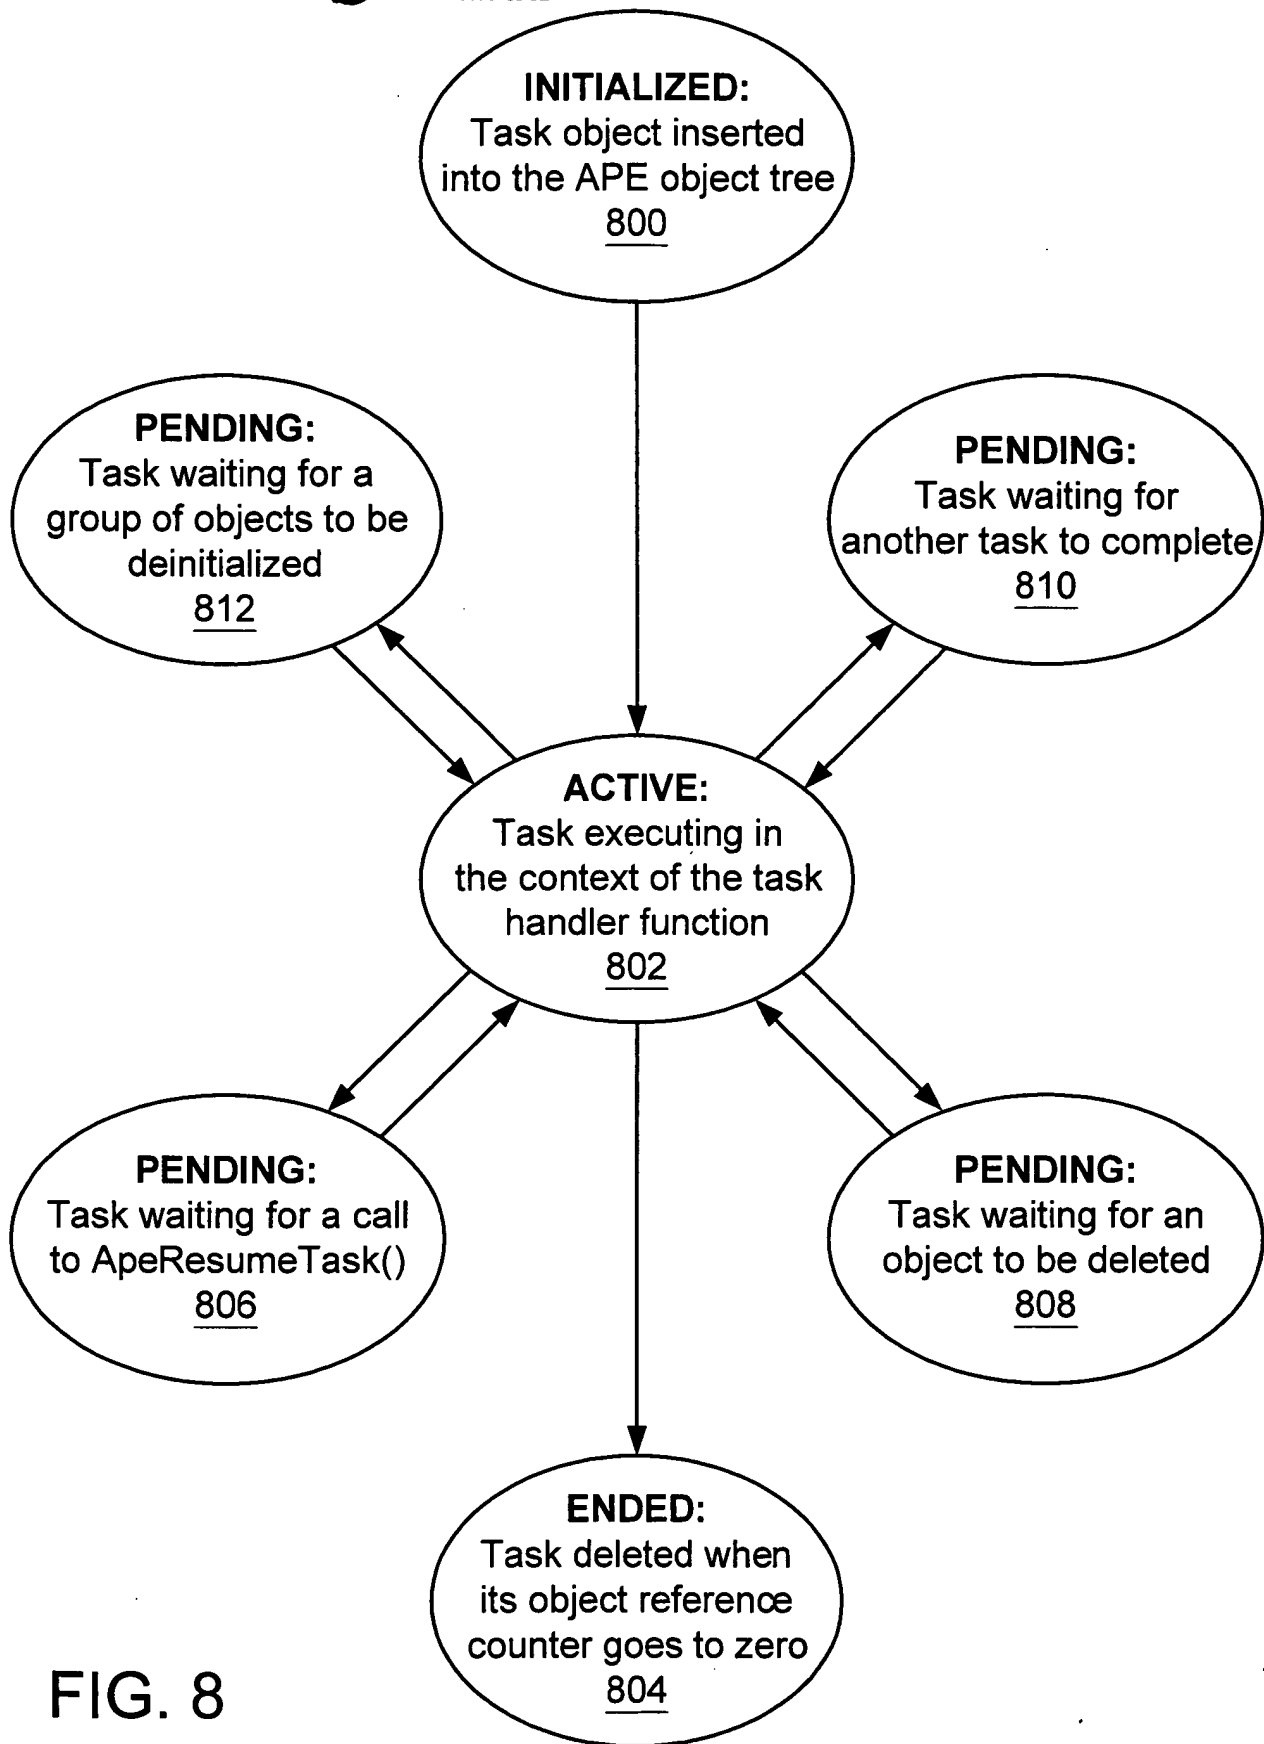 INITIALIZED:
Task object inserted
into the APE object tree
800
PENDING:
Task waiting for a
group of objects to be
deinitialized
812
PENDING:
Task waiting for
another task to complete
810
ACTIVE:
Task executing in
the context of the task
handler function
802
PENDING:
Task waiting for a call
to ApeResumeTask()
806
PENDING:
Task waiting for an
object to be deleted
808
ENDED:
Task deleted when
its object reference
counter goes to zero
804
FIG. 8